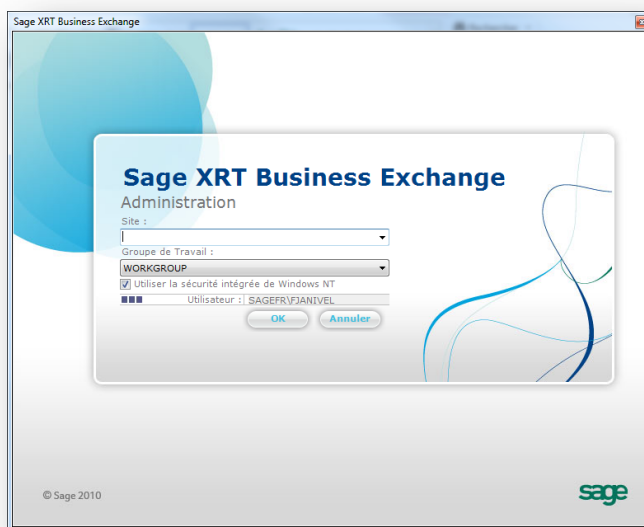 Sage XRT Business Exchange
Sage XRT Business Exchange
Administration
Site :
Groupe de Travail :
WORKGROUP
Utiliser la sécurité intégrée de Windows NT
Utilisateur : SAGEFR\FJANIVEL
OK Annuler
© Sage 2010
sage